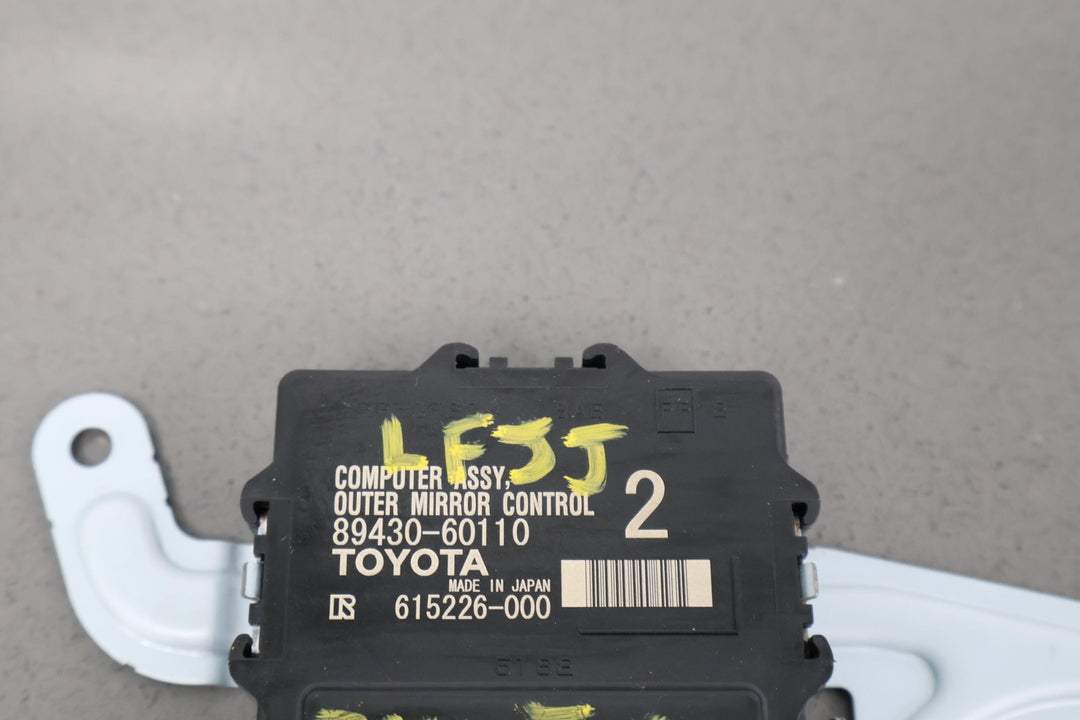 LFJJ
COMPUTER ASSY,
OUTER MIRROR CONTROL
2
89430-60110
TOYOTA
MADE IN JAPAN
615226-000